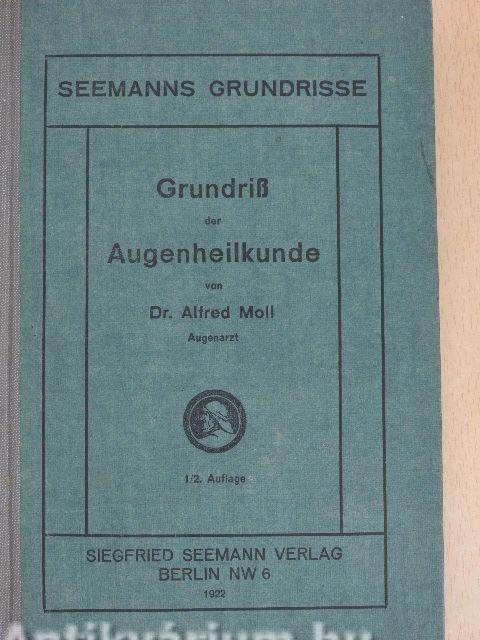 SEEMANNS GRUNDRISSE
Grundriß
der
Augenheilkunde
von
Dr. Alfred Moll
Augenarzt
1/2. Auflage
SIEGFRIED SEEMANN VERLAG
BERLIN NW 6
1922
Antikvárium.hu